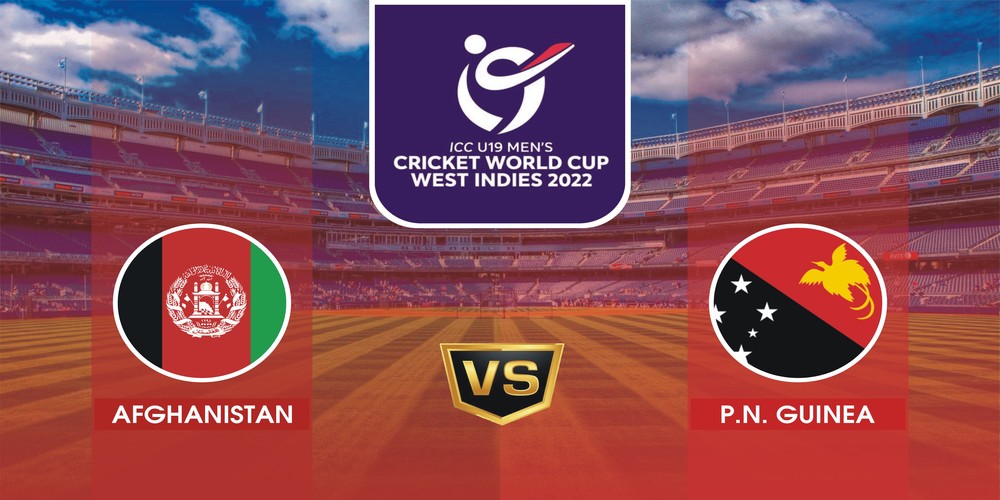 ICC U19 MEN'S
CRICKET WORLD CUP
WEST INDIES 2022
VS
AFGHANISTAN
P.N. GUINEA